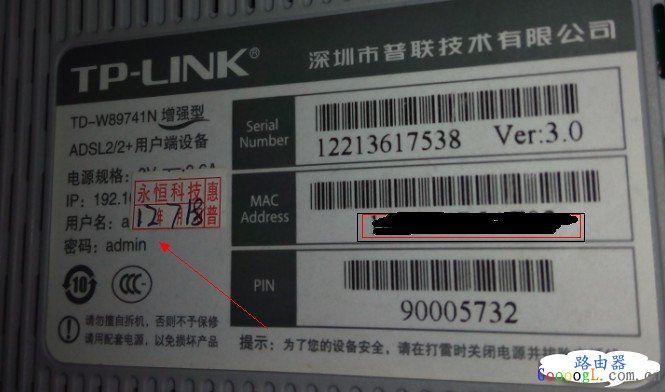 TP-LINK®
深圳市普联技术有限公司
TD-W89741N 增强型
ADSL2/2+用户端设备
电源规格:
IP: 192.1
用户名: a
密码: admin
永恒科技惠
12 年 7 月 18 普
10
CCC
请勿擅自拆机，否则不予保修
请用配套电源，以免损坏产品
Serial Number
12213617538 Ver:3.0
MAC Address
PIN
90005732
提示: 为了您的设备安全，请在打雷时关闭电源并
路由器